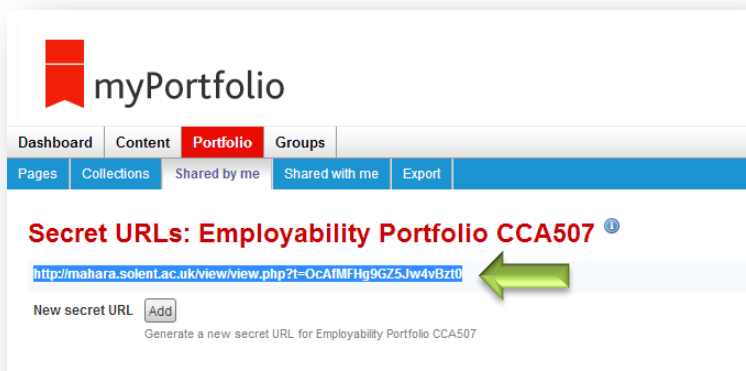 myPortfolio
Dashboard Content Portfolio Groups
Pages Collections Shared by me Shared with me Export
Secret URLs: Employability Portfolio CCA507
http://mahara.solent.ac.uk/view/view.php?t=OcAfMFHg9GZ5Jw4vBzt0
New secret URL Add
Generate a new secret URL for Employability Portfolio CCA507